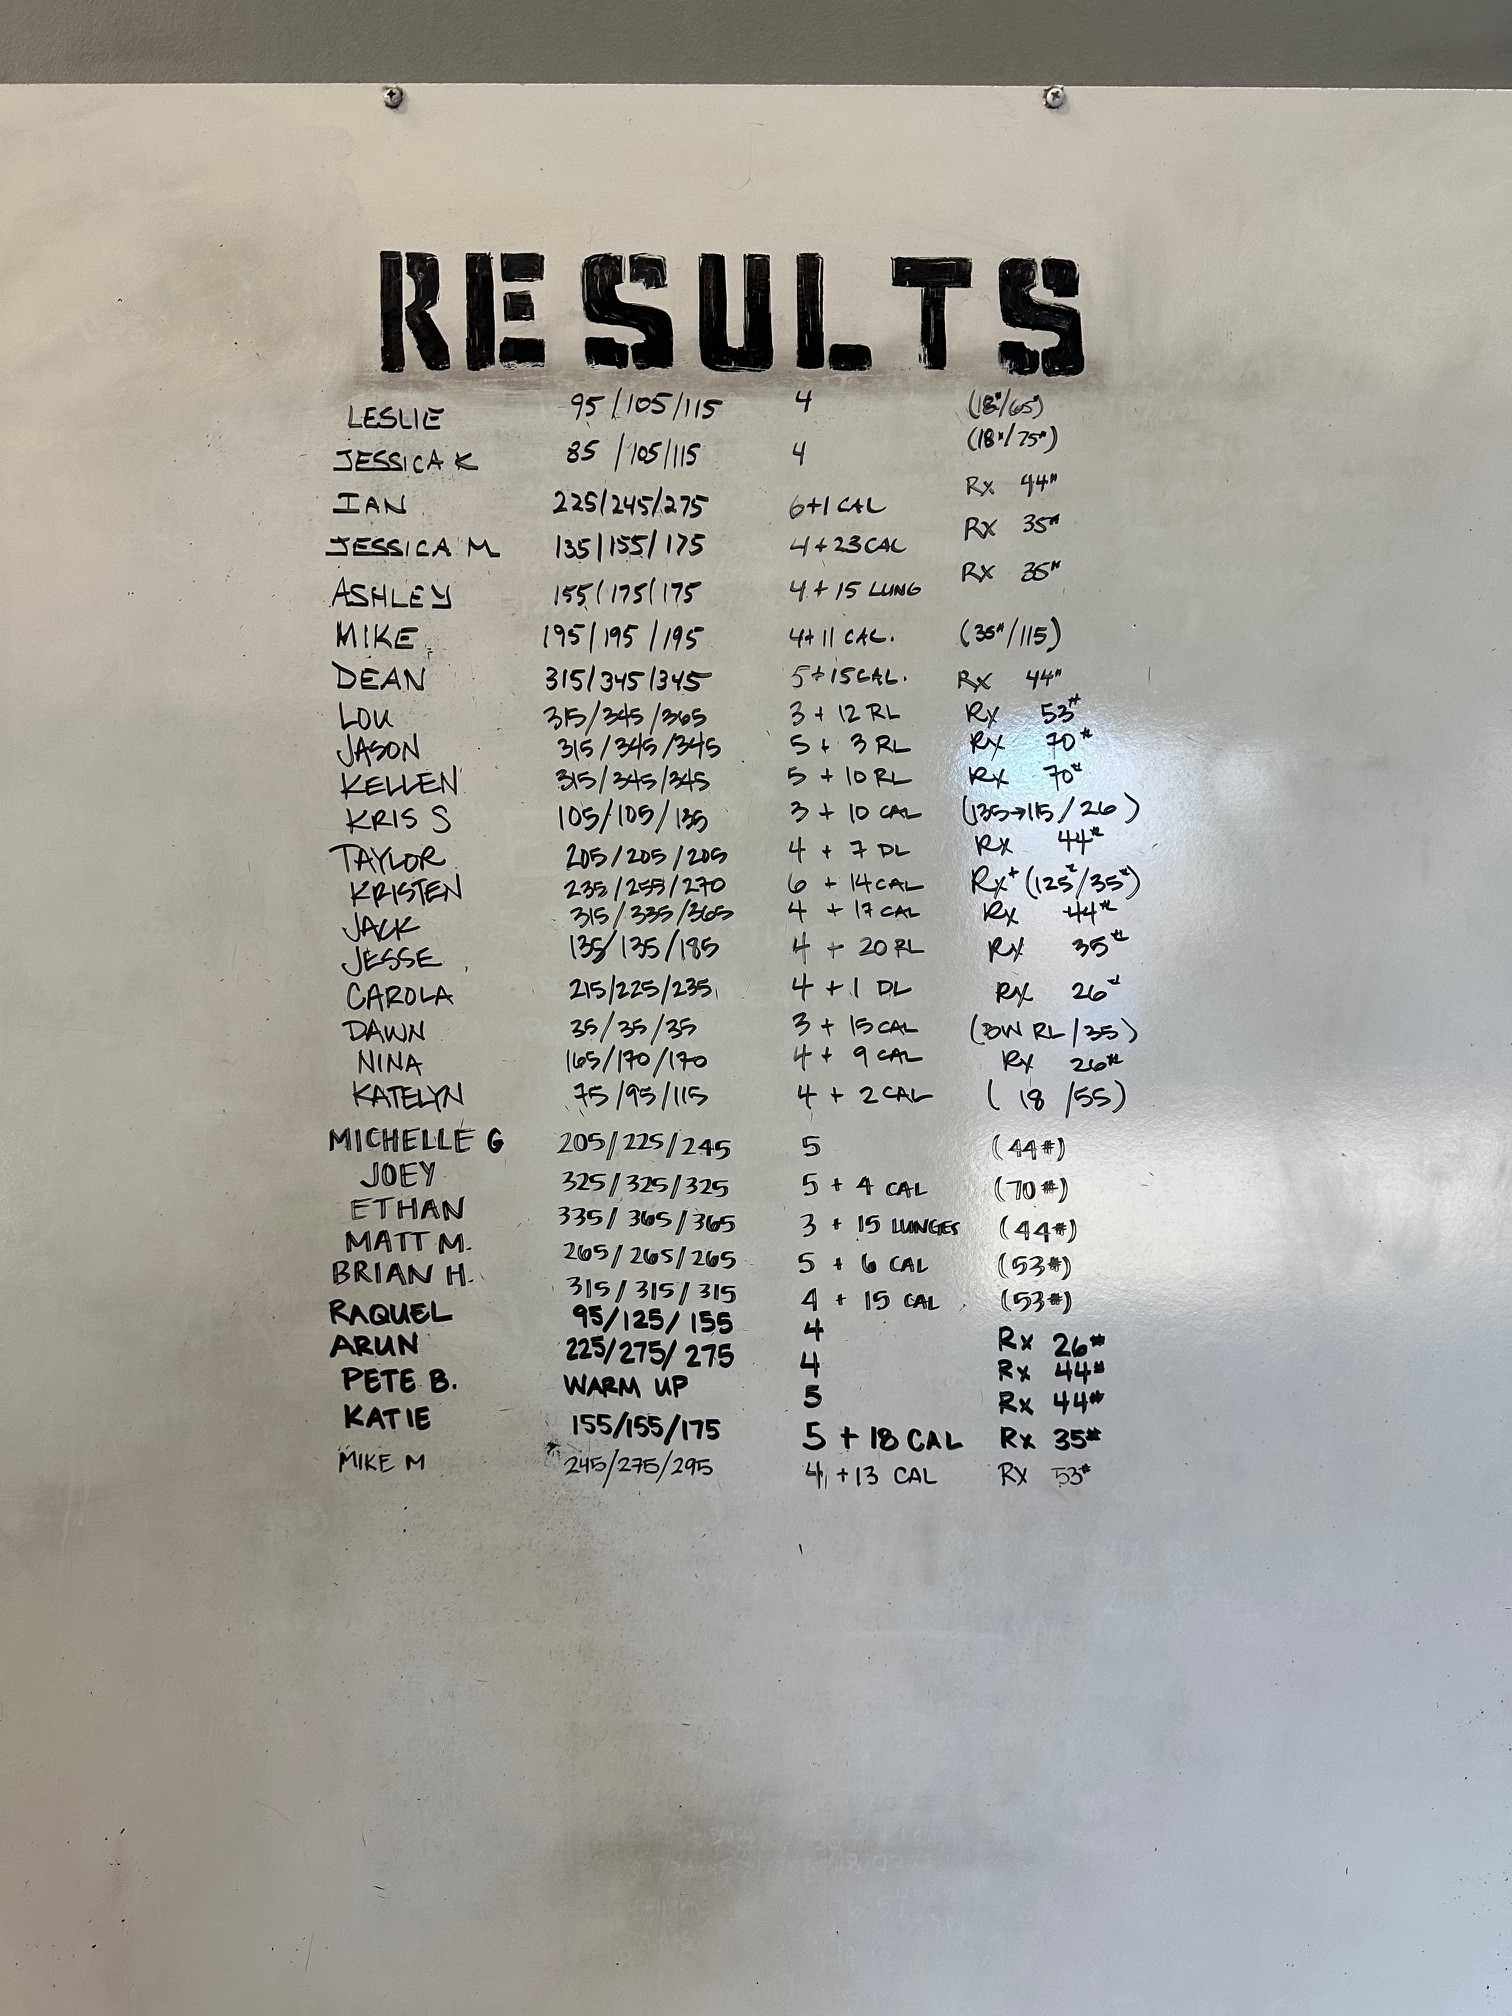 RESULTS
LESLIE 95/105/115 4 (18#/65#)
JESSICA K 85/105/115 4 (18#/75#)
IAN 225/245/275 6+1 CAL Rx 44#
JESSICA M 135/155/175 4+23 CAL Rx 35#
ASHLEY 155/175/175 4+15 LUNG Rx 35#
MIKE 195/195/195 4+11 CAL. (35#/115)
DEAN 315/345/345 5+15 CAL. Rx 44#
LOU 315/345/365 3 + 12 RL Rx 53#
JASON 315/345/345 5 + 3 RL Rx 70#
KELLEN 315/345/345 5 + 10 RL Rx 70#
KRIS S 105/105/135 3 + 10 CAL (135→115/26)
TAYLOR 205/205/205 4 + 7 DL Rx 44#
KRISTEN 235/255/270 6 + 14 CAL Rx+ (125#/35#)
JACK 315/335/365 4 + 17 CAL Rx 44#
JESSE 135/135/185 4 + 20 RL Rx 35#
CAROLA 215/225/235 4 + 1 DL Rx 26#
DAWN 35/35/35 3 + 15 CAL (BW RL/35)
NINA 165/170/170 4 + 9 CAL Rx 26#
KATELYN 75/95/115 4 + 2 CAL (18/55)
MICHELLE G 205/225/245 5 (44#)
JOEY 325/325/325 5 + 4 CAL (70#)
ETHAN 335/365/365 3 + 15 LUNGES (44#)
MATT M. 265/265/265 5 + 6 CAL (53#)
BRIAN H. 315/315/315 4 + 15 CAL (53#)
RAQUEL 95/125/155 4 Rx 26#
ARUN 225/275/275 4 Rx 44#
PETE B. WARM UP 5 Rx 44#
KATIE 155/155/175 5 + 18 CAL Rx 35#
MIKE M 245/275/295 4 +13 CAL Rx 53#